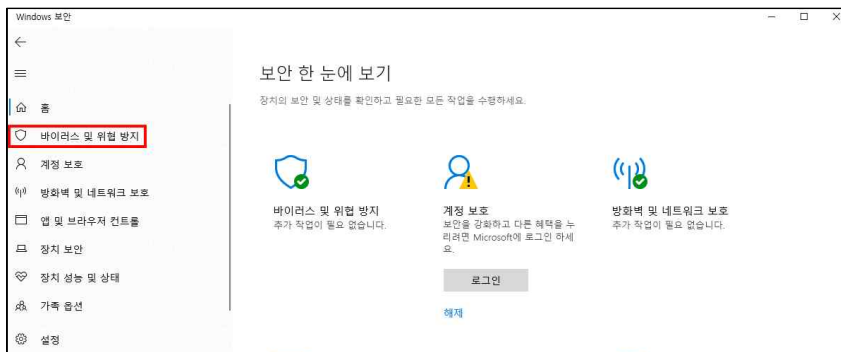 Windows 보안
홈
바이러스 및 위협 방지
계정 보호
방화벽 및 네트워크 보호
앱 및 브라우저 컨트롤
장치 보안
장치 성능 및 상태
가족 옵션
설정
보안 한 눈에 보기
장치의 보안 및 상태를 확인하고 필요한 모든 작업을 수행하세요.
바이러스 및 위협 방지
추가 작업이 필요 없습니다.
계정 보호
보안을 강화하고 다른 혜택을 누
리려면 Microsoft에 로그인 하세
요.
로그인
해제
방화벽 및 네트워크 보호
추가 작업이 필요 없습니다.